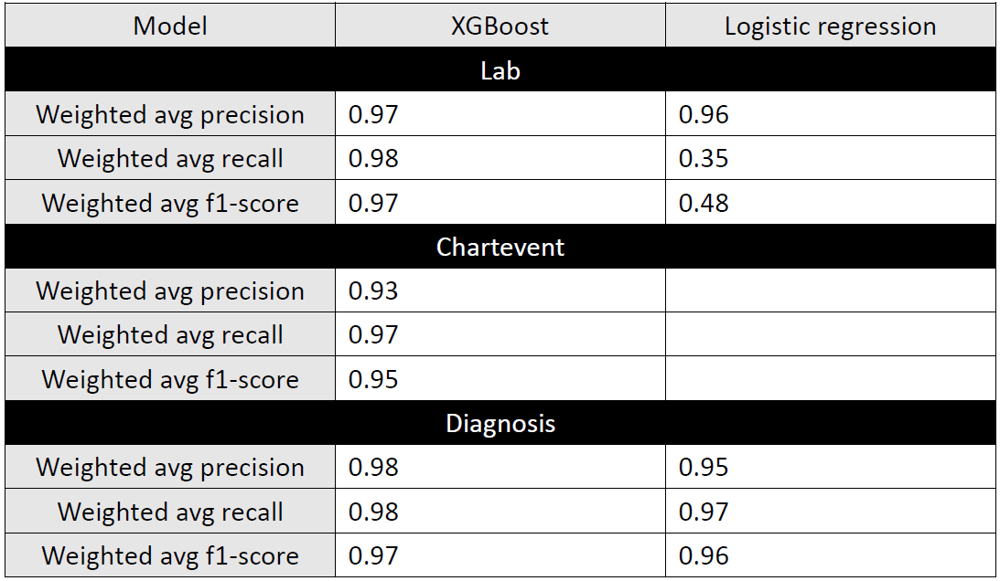 Model XGBoost Logistic regression
Lab
Weighted avg precision 0.97 0.96
Weighted avg recall 0.98 0.35
Weighted avg f1-score 0.97 0.48
Chartevent
Weighted avg precision 0.93
Weighted avg recall 0.97
Weighted avg f1-score 0.95
Diagnosis
Weighted avg precision 0.98 0.95
Weighted avg recall 0.98 0.97
Weighted avg f1-score 0.97 0.96